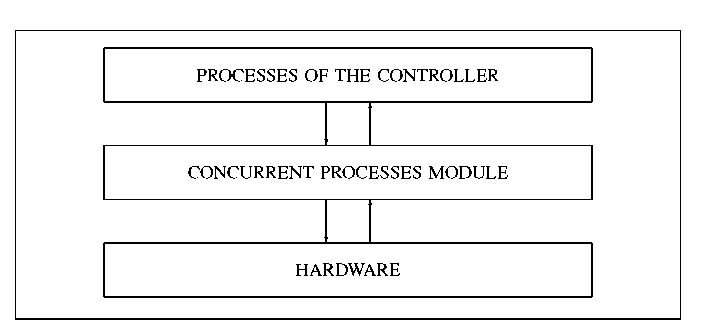 PROCESSES OF THE CONTROLLER
CONCURRENT PROCESSES MODULE
HARDWARE